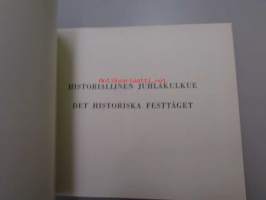 HISTORIALLINEN JUHLAKULKUE
DET HISTORISKA FESTTÅGET